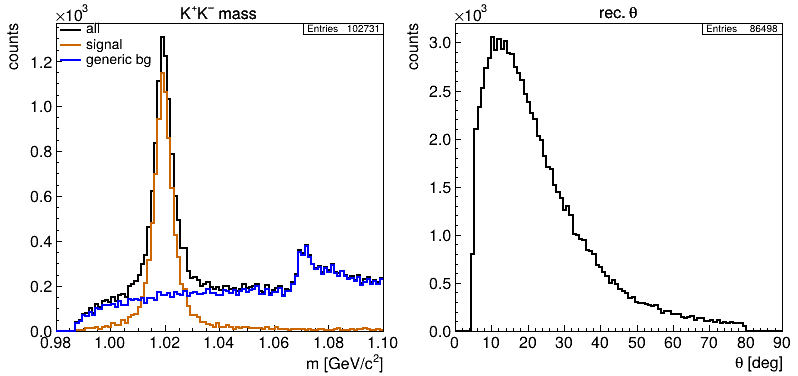 K⁺K⁻ mass
×10³
counts
Entries 102731
all
signal
generic bg
1.2
1.0
0.8
0.6
0.4
0.2
0.0
0.98 1.00 1.02 1.04 1.06 1.08 1.10
m [GeV/c²]
rec. θ
×10³
counts
Entries 86498
3.0
2.5
2.0
1.5
1.0
0.5
0.0
0 10 20 30 40 50 60 70 80 90
θ [deg]